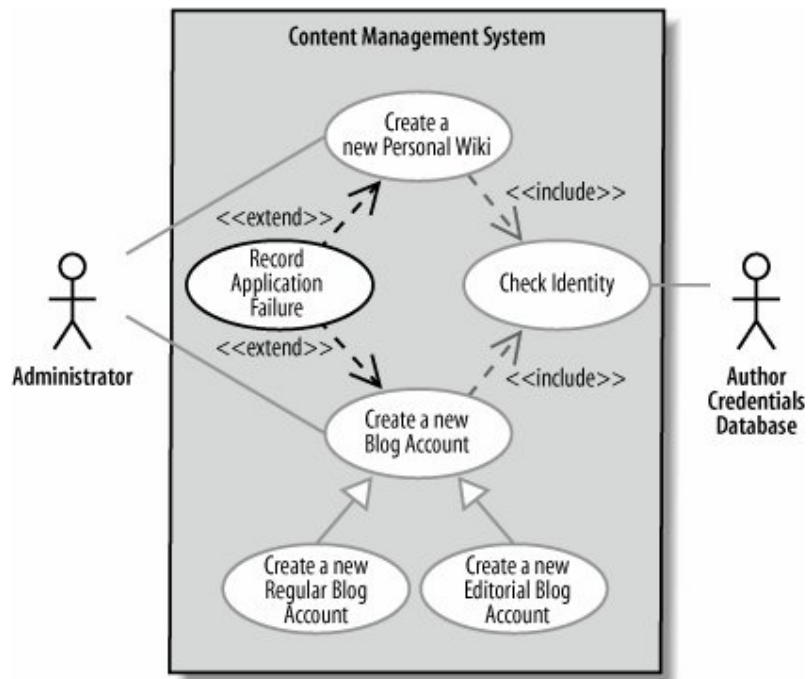 Content Management System
Create a
new Personal Wiki
<<extend>>
<<include>>
Record
Application
Failure
Check Identity
<<extend>>
<<include>>
Administrator
Author
Credentials
Database
Create a new
Blog Account
Create a new
Regular Blog
Account
Create a new
Editorial Blog
Account